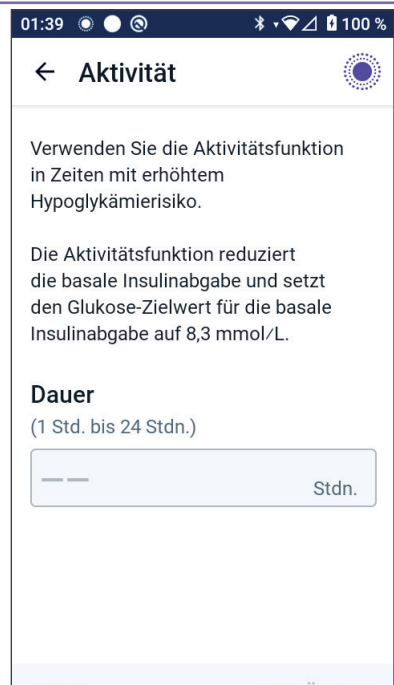 01:39 100 %
Aktivität
Verwenden Sie die Aktivitätsfunktion
in Zeiten mit erhöhtem
Hypoglykämierisiko.
Die Aktivitätsfunktion reduziert
die basale Insulinabgabe und setzt
den Glukose-Zielwert für die basale
Insulinabgabe auf 8,3 mmol/L.
Dauer
(1 Std. bis 24 Stdn.)
— — Stdn.